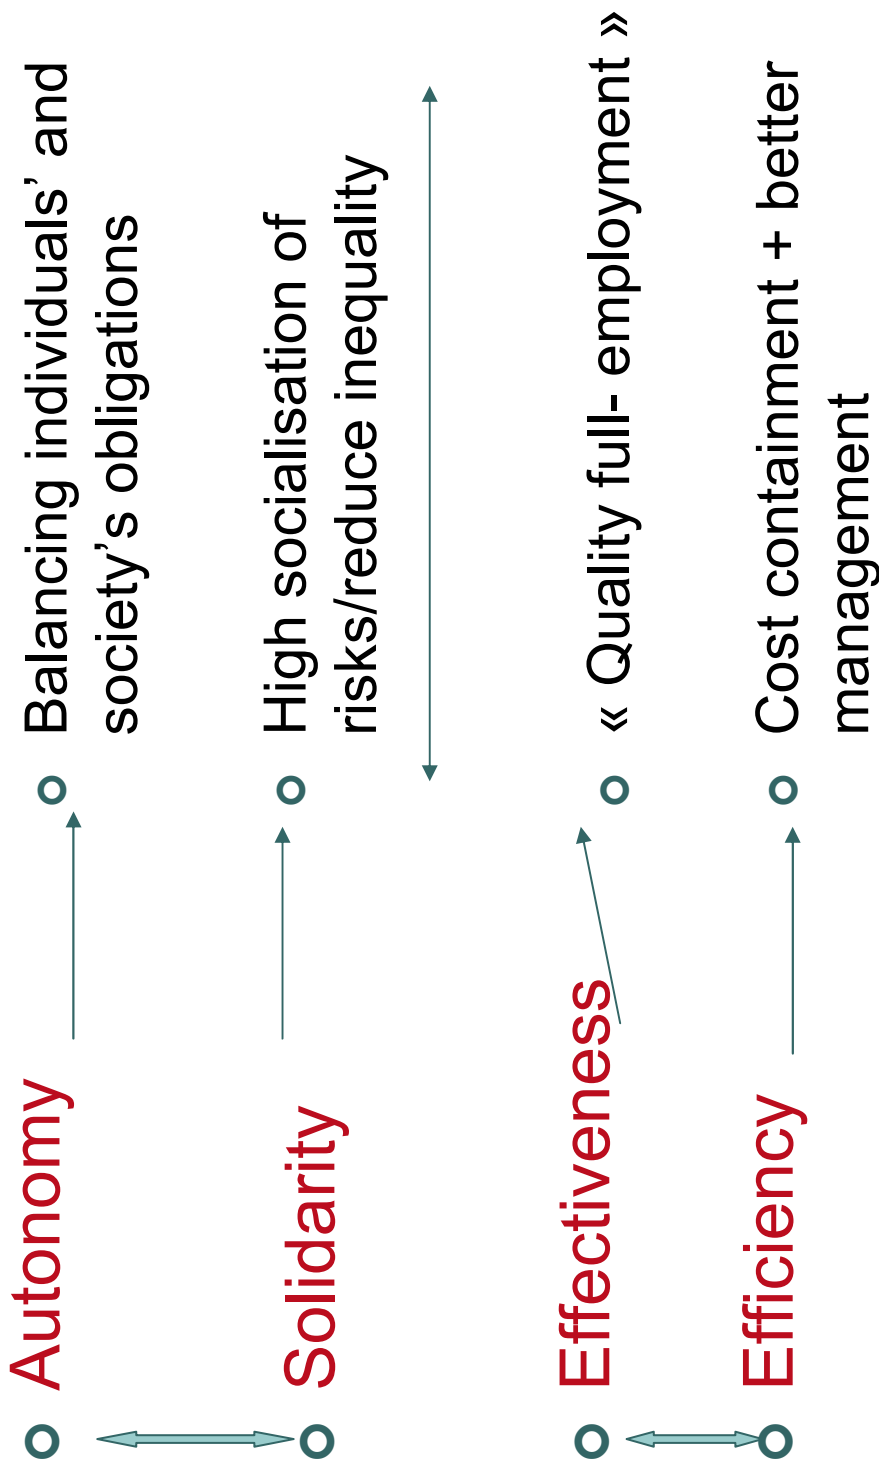 Autonomy
Balancing individuals’ and
society’s obligations
Solidarity
High socialisation of
risks/reduce inequality
Effectiveness
« Quality full- employment »
Efficiency
Cost containment + better
management